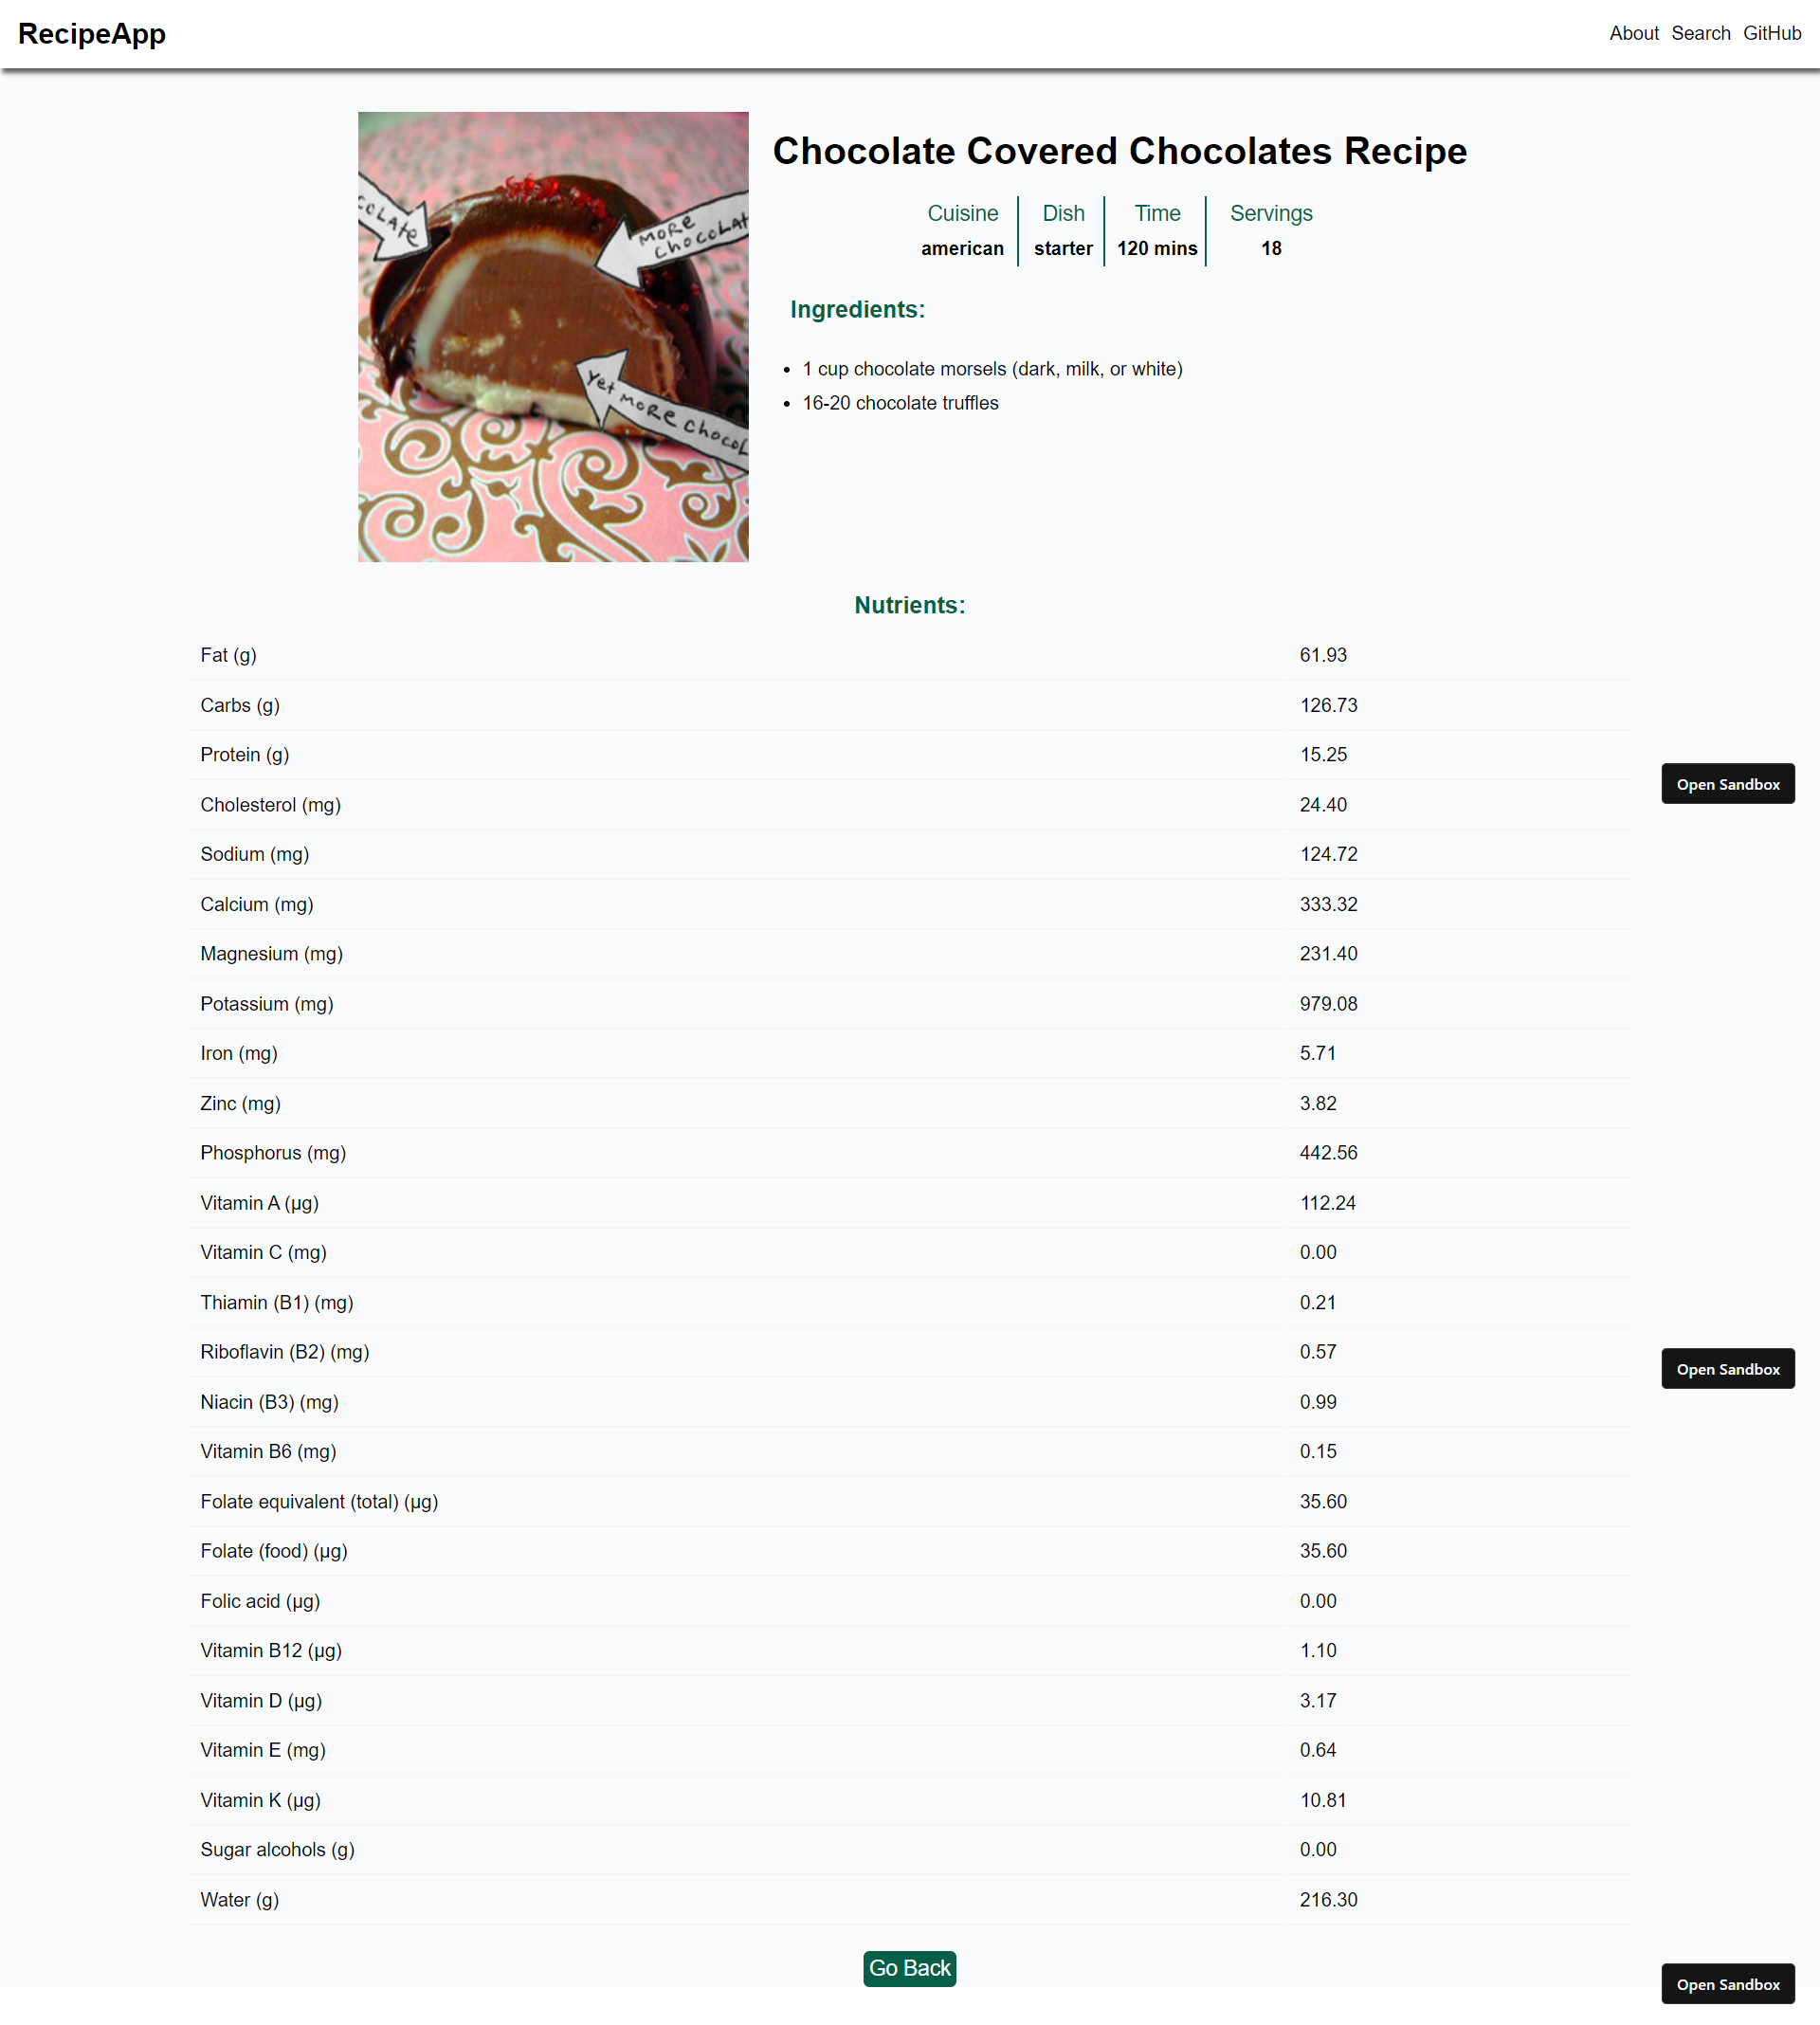 RecipeApp
About Search GitHub
Chocolate Covered Chocolates Recipe
Cuisine Dish Time Servings
american starter 120 mins 18
MORE
CHOCOLAT
Yet MORE CHOCOL
Ingredients:
1 cup chocolate morsels (dark, milk, or white)
16-20 chocolate truffles
Nutrients:
Fat (g) 61.93
Carbs (g) 126.73
Protein (g) 15.25
Open Sandbox
Cholesterol (mg) 24.40
Sodium (mg) 124.72
Calcium (mg) 333.32
Magnesium (mg) 231.40
Potassium (mg) 979.08
Iron (mg) 5.71
Zinc (mg) 3.82
Phosphorus (mg) 442.56
Vitamin A (µg) 112.24
Vitamin C (mg) 0.00
Thiamin (B1) (mg) 0.21
Riboflavin (B2) (mg) 0.57
Open Sandbox
Niacin (B3) (mg) 0.99
Vitamin B6 (mg) 0.15
Folate equivalent (total) (µg) 35.60
Folate (food) (µg) 35.60
Folic acid (µg) 0.00
Vitamin B12 (µg) 1.10
Vitamin D (µg) 3.17
Vitamin E (mg) 0.64
Vitamin K (µg) 10.81
Sugar alcohols (g) 0.00
Water (g) 216.30
Go Back
Open Sandbox